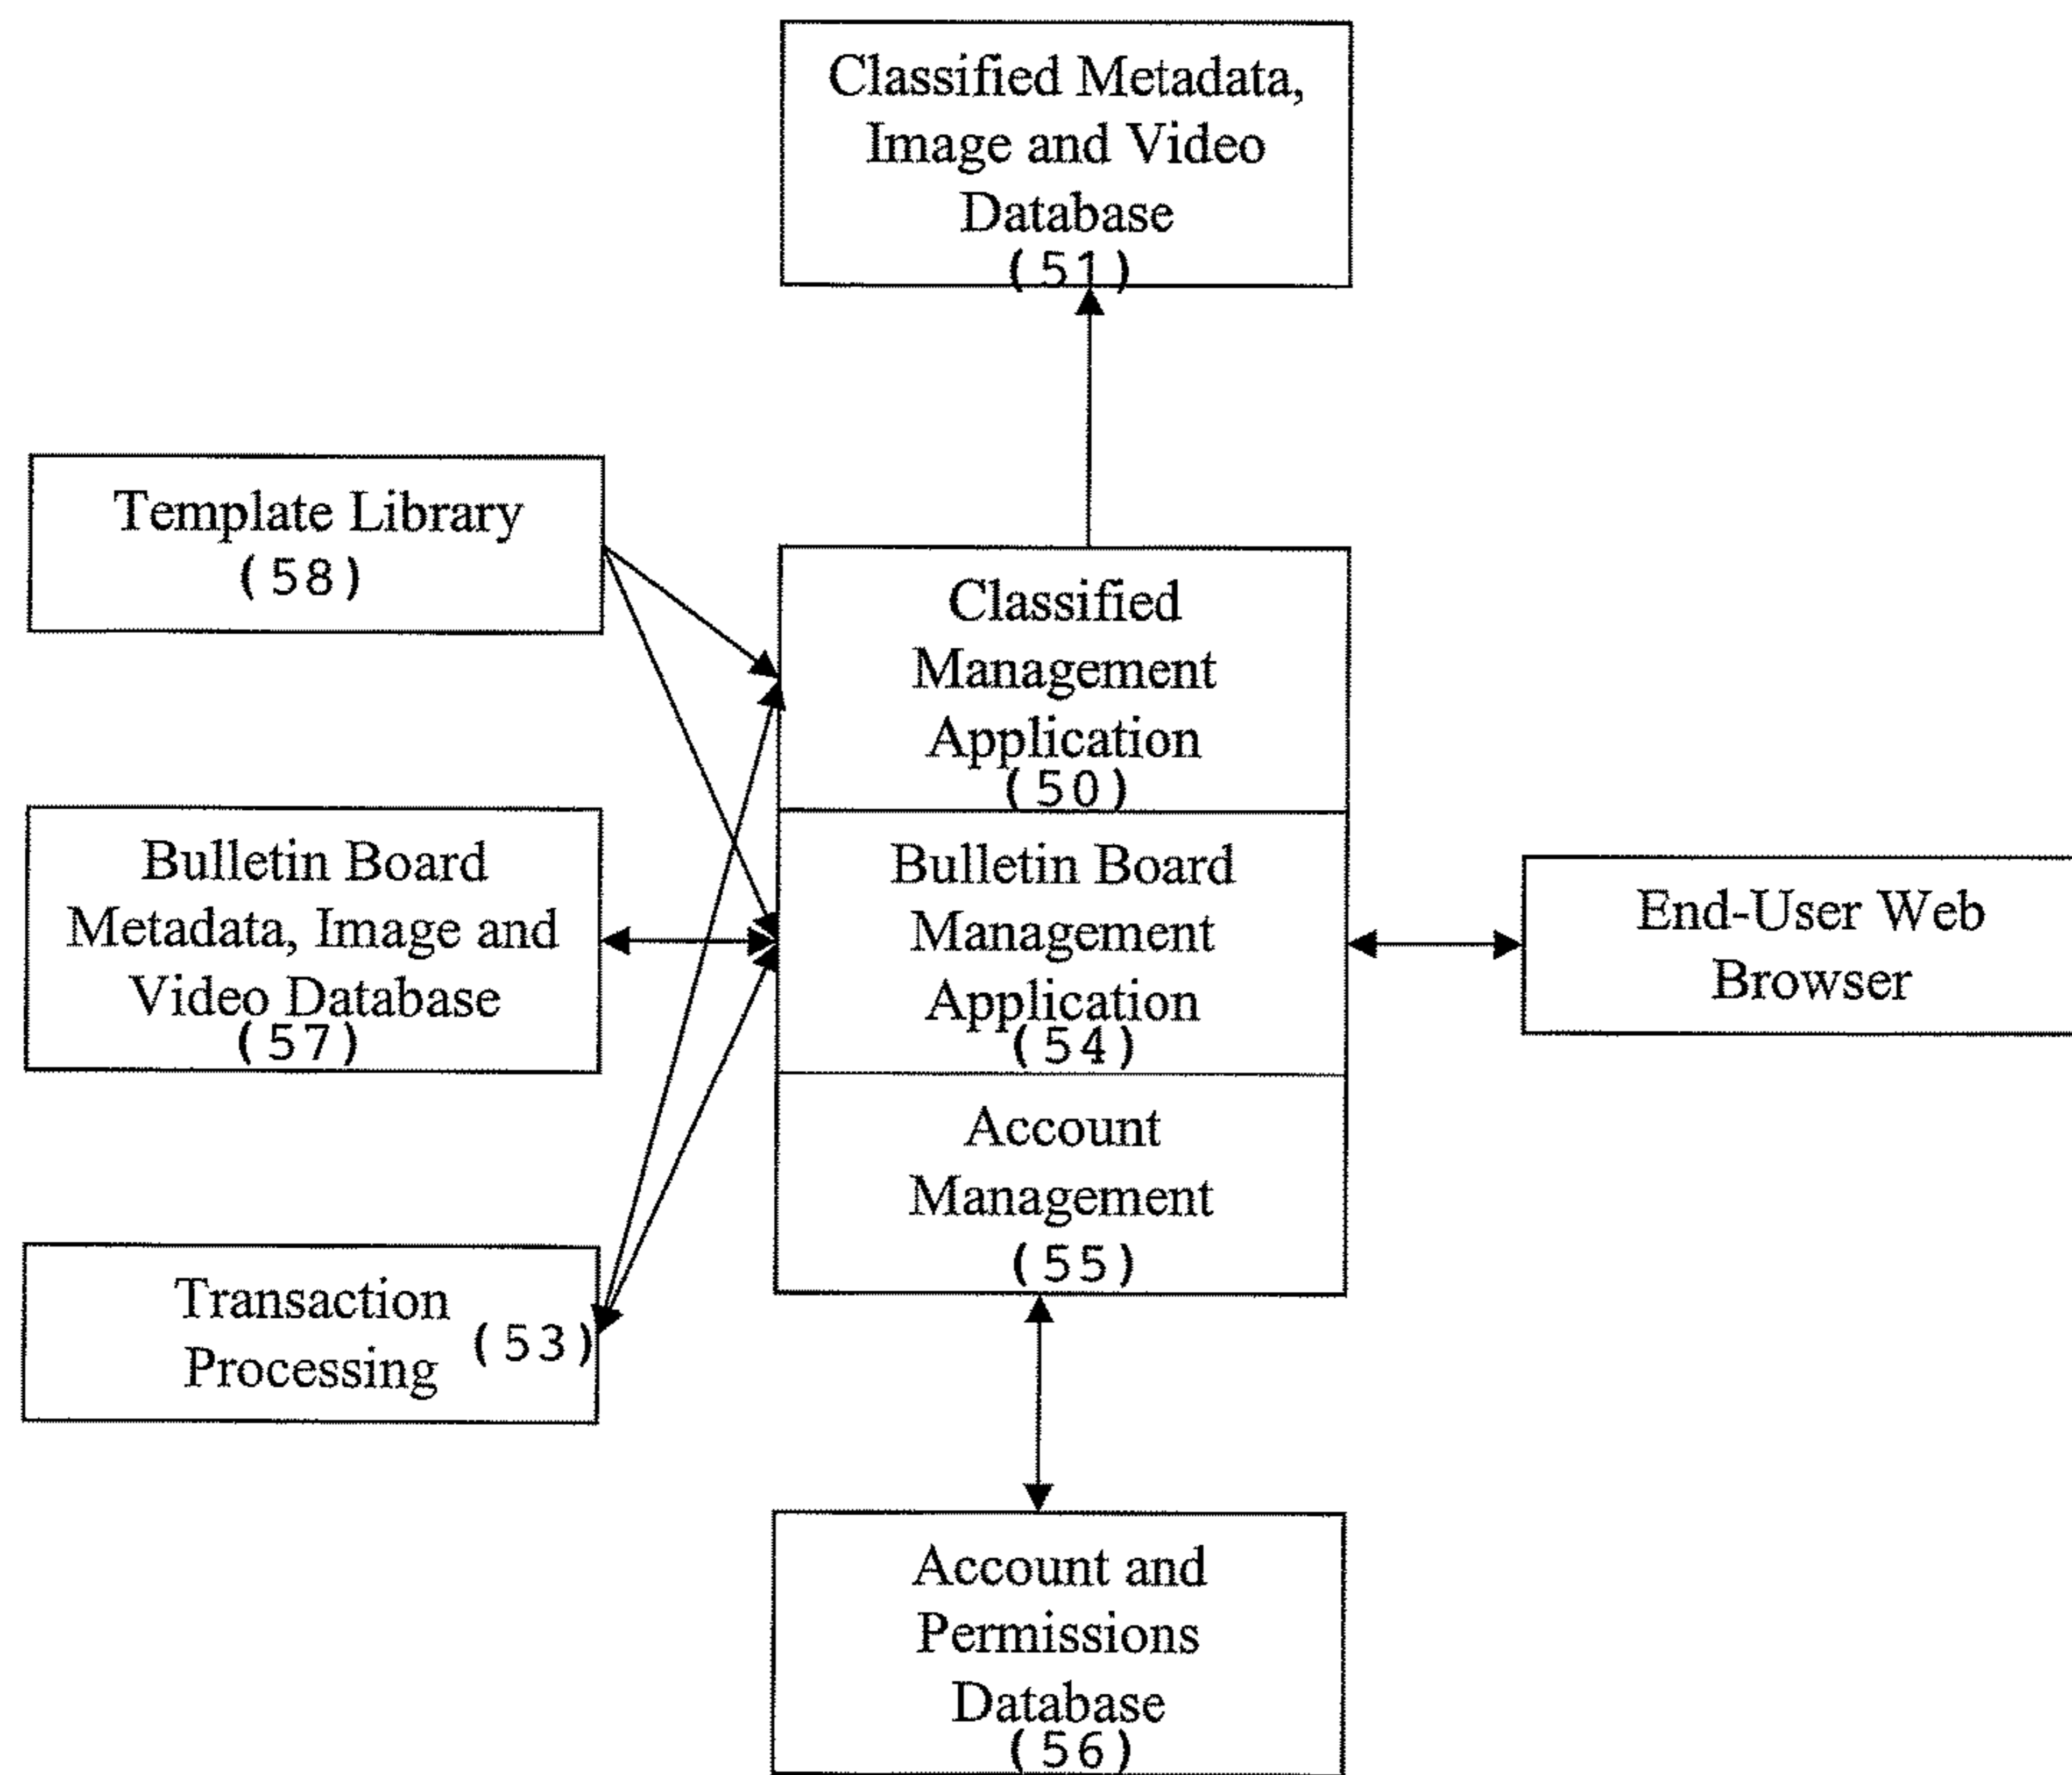 Classified Metadata,
Image and Video
Database
(51)
Template Library
(58)
Classified
Management
Application
(50)
Bulletin Board
Metadata, Image and
Video Database
(57)
Bulletin Board
Management
Application
(54)
End-User Web
Browser
Account
Management
(55)
Transaction
Processing (53)
Account and
Permissions
Database
(56)